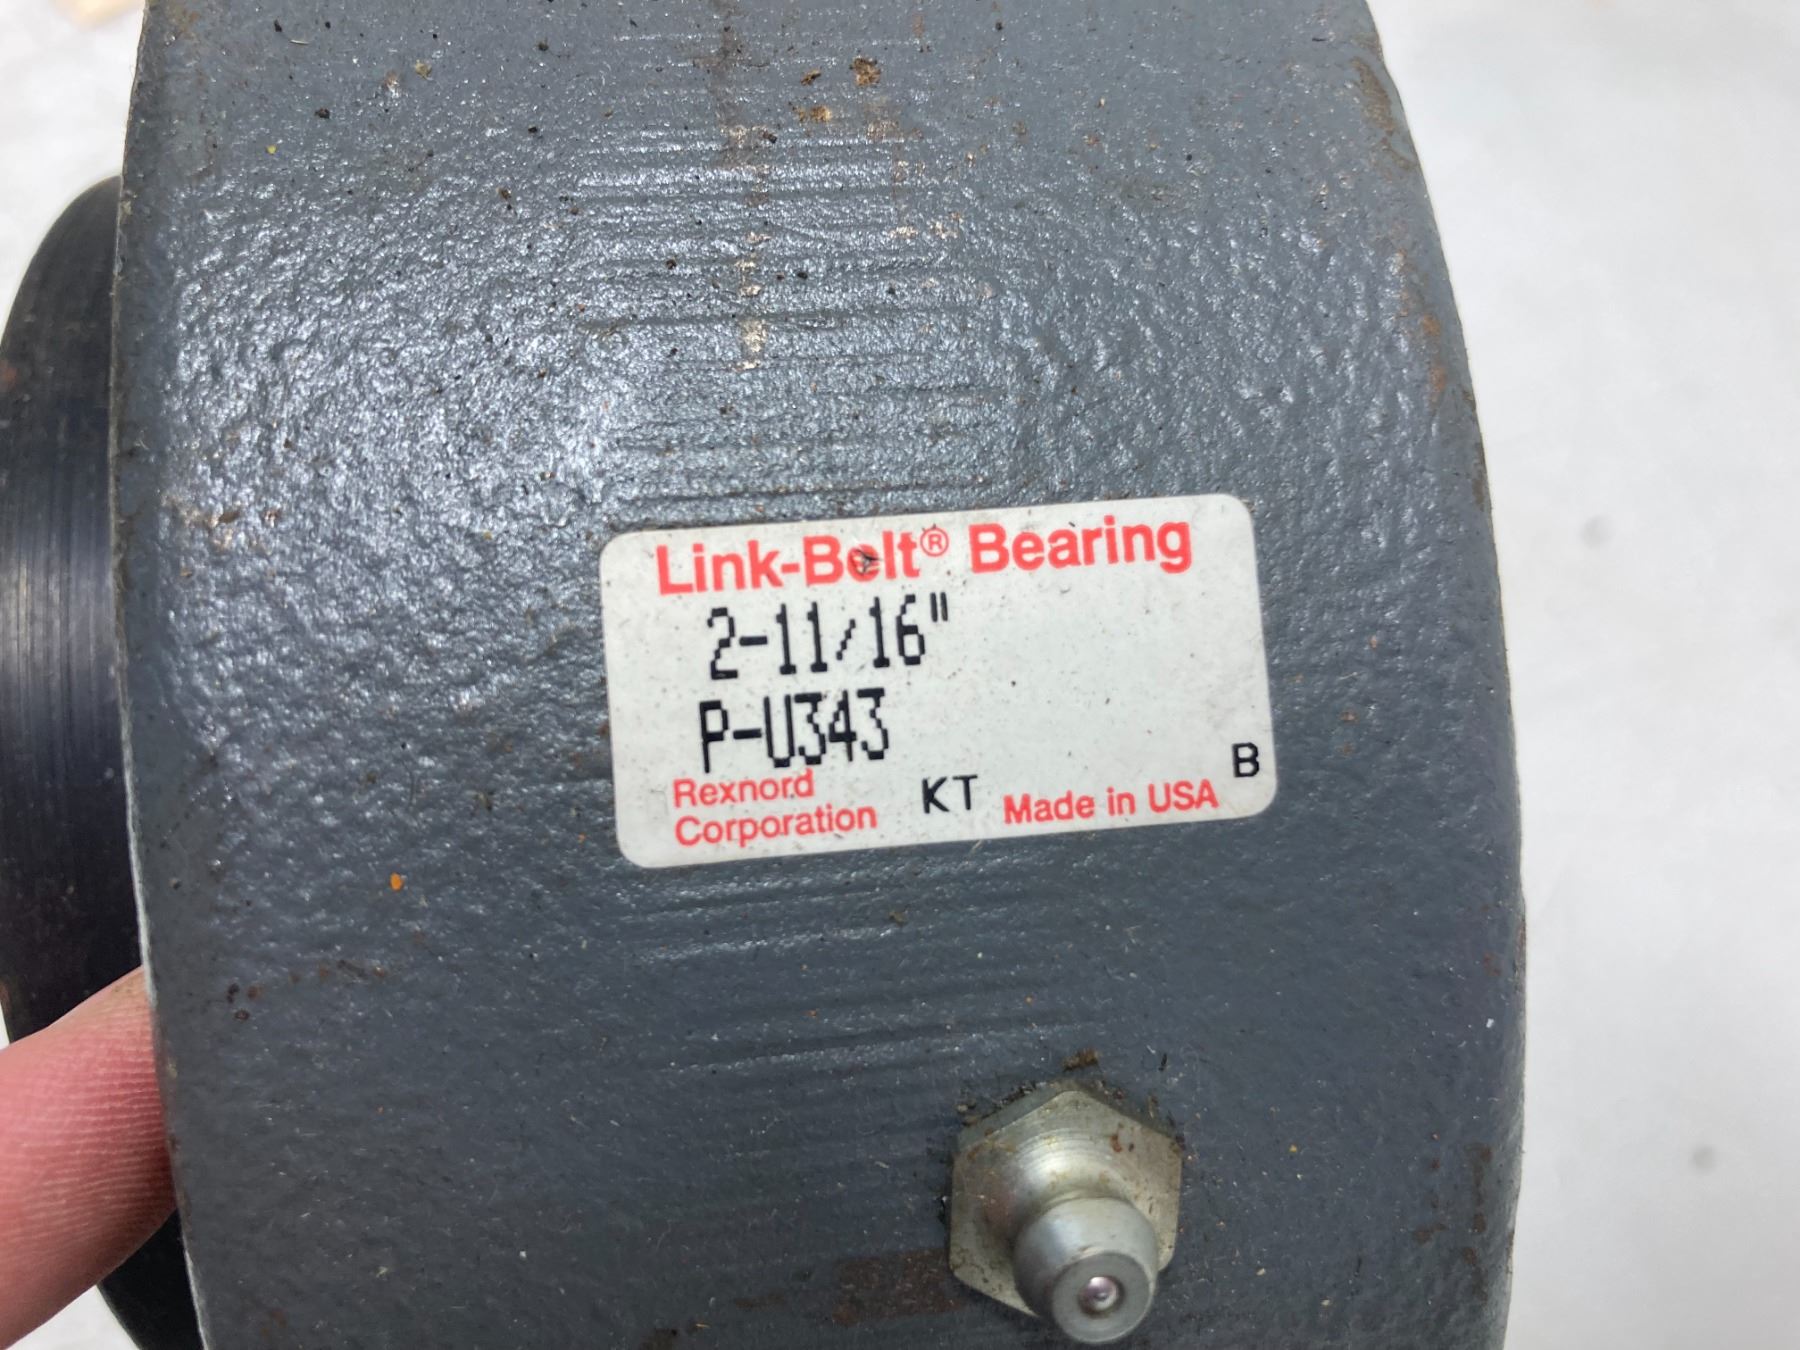 Link-Belt® Bearing
2-11/16"
P-U343
Rexnord
Corporation
KT
Made in USA
B